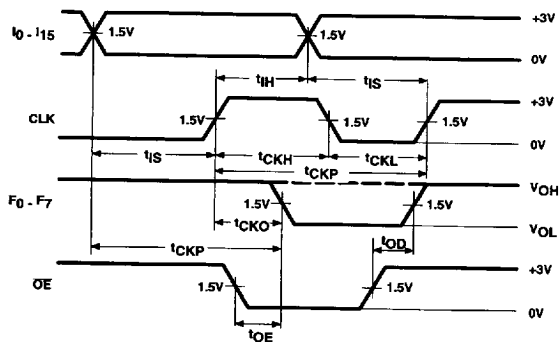 I0 - I15
1.5V
1.5V
+3V
0V
tIH
tIS
CLK
1.5V
1.5V
1.5V
+3V
0V
tIS
tCKH
tCKL
tCKP
F0 - F7
1.5V
1.5V
VOH
VOL
tCKO
tCKP
tOD
OE
1.5V
1.5V
+3V
0V
tOE